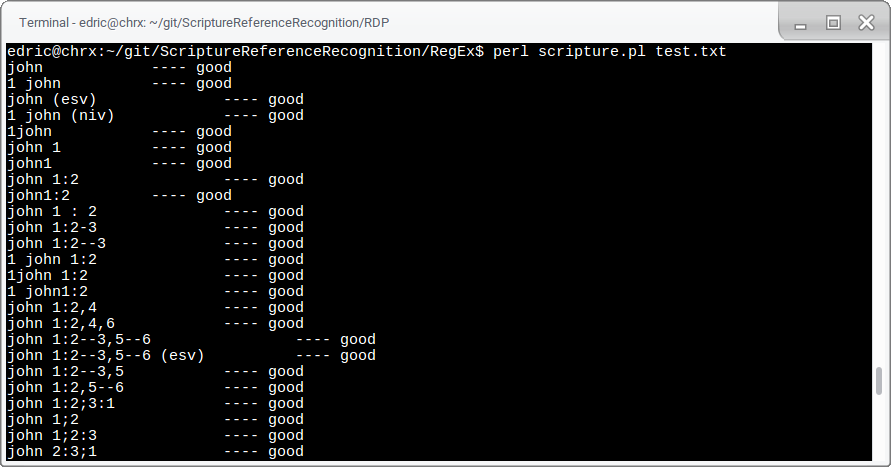 Terminal - edric@chrx: ~/git/ScriptureReferenceRecognition/RDP
edric@chrx:~/git/ScriptureReferenceRecognition/RegEx$ perl scripture.pl test.txt
john            ---- good
1 john          ---- good
john (esv)              ---- good
1 john (niv)            ---- good
1john           ---- good
john 1          ---- good
john1           ---- good
john 1:2                ---- good
john1:2         ---- good
john 1 : 2              ---- good
john 1:2-3              ---- good
john 1:2--3             ---- good
1 john 1:2              ---- good
1john 1:2               ---- good
1 john1:2               ---- good
john 1:2,4              ---- good
john 1:2,4,6            ---- good
john 1:2--3,5--6                ---- good
john 1:2--3,5--6 (esv)          ---- good
john 1:2--3,5           ---- good
john 1:2,5--6           ---- good
john 1:2;3:1            ---- good
john 1;2                ---- good
john 1;2:3              ---- good
john 2:3;1              ---- good